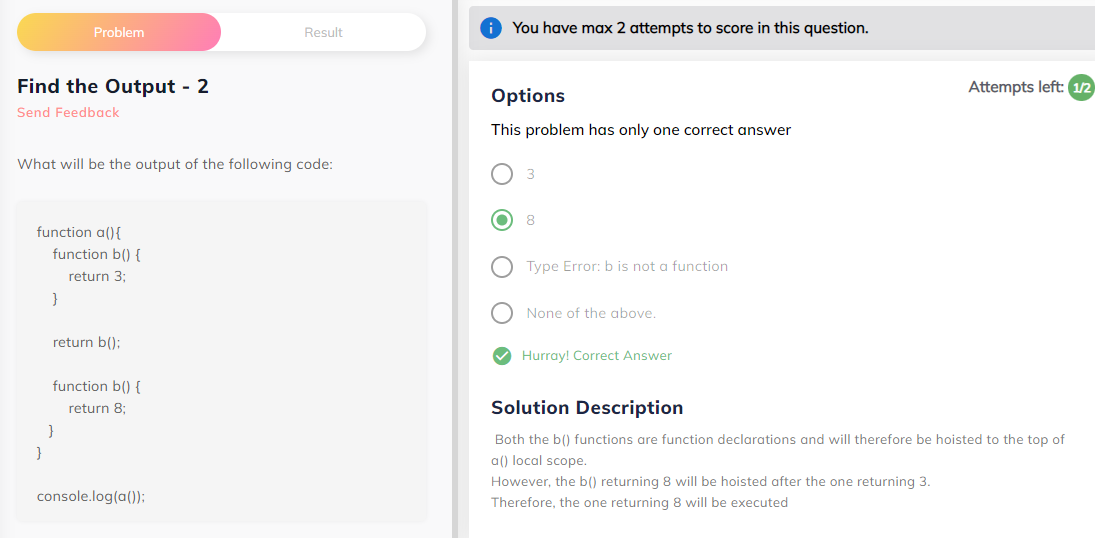 Problem
Result
Find the Output - 2
Send Feedback
What will be the output of the following code:
function a(){
function b() {
return 3;
}
return b();
function b() {
return 8;
}
}
console.log(a());
You have max 2 attempts to score in this question.
Attempts left: 1/2
Options
This problem has only one correct answer
3
8
Type Error: b is not a function
None of the above.
Hurray! Correct Answer
Solution Description
Both the b() functions are function declarations and will therefore be hoisted to the top of
a() local scope.
However, the b() returning 8 will be hoisted after the one returning 3.
Therefore, the one returning 8 will be executed